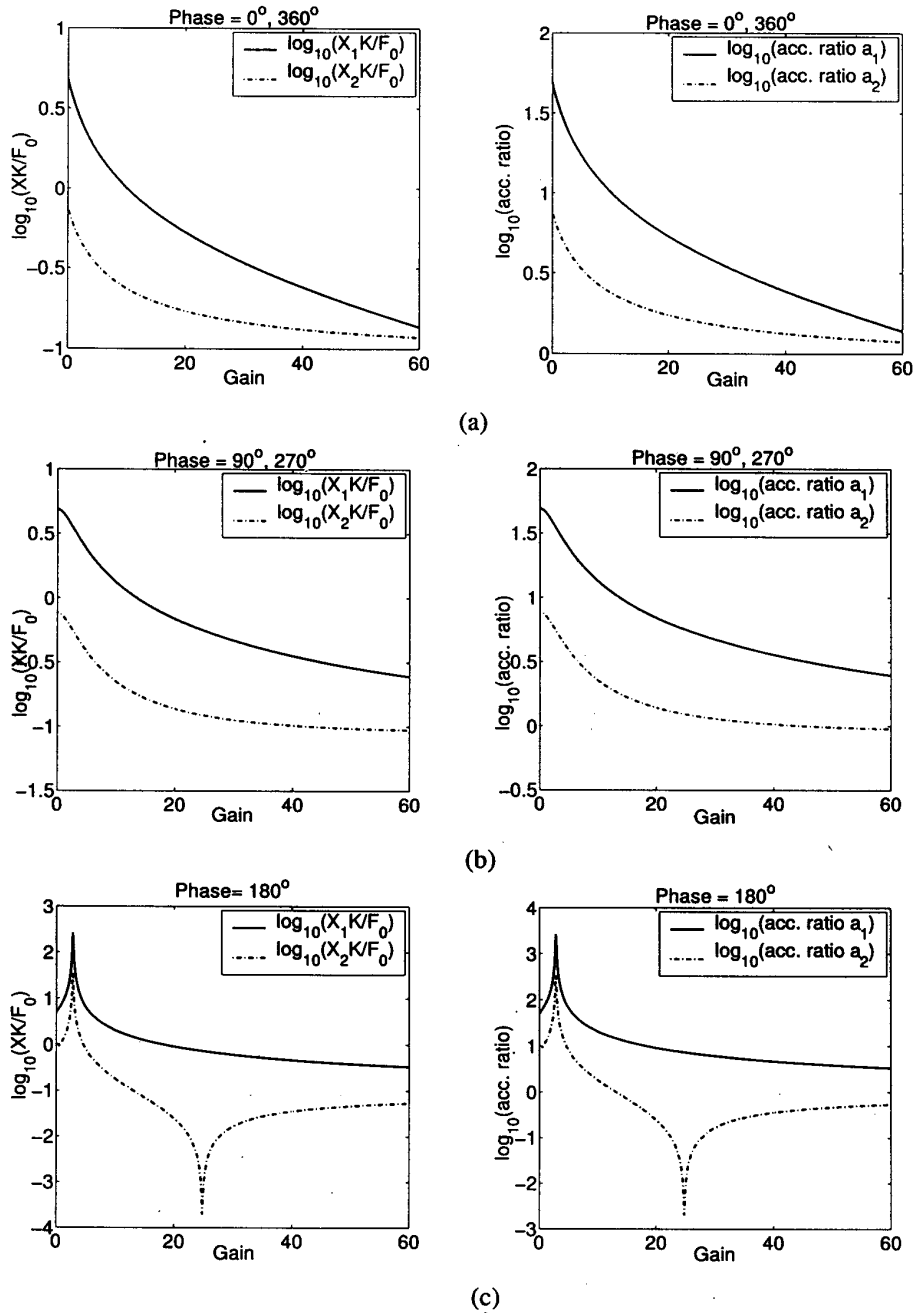 Phase = 0°, 360°
log₁₀(X₁K/F₀)
log₁₀(X₂K/F₀)
log₁₀(XK/F₀)
1
0.5
0
−0.5
−1
0
20
40
60
Gain
log₁₀(acc. ratio a₁)
log₁₀(acc. ratio a₂)
log₁₀(acc. ratio)
2
1.5
1
0.5
0
0
20
40
60
Gain
(a)
Phase = 90°, 270°
log₁₀(X₁K/F₀)
log₁₀(X₂K/F₀)
log₁₀(XK/F₀)
1
0.5
0
−0.5
−1
−1.5
0
20
40
60
Gain
Phase = 90°, 270°
log₁₀(acc. ratio a₁)
log₁₀(acc. ratio a₂)
log₁₀(acc. ratio)
2
1.5
1
0.5
0
−0.5
0
20
40
60
Gain
(b)
Phase= 180°
log₁₀(X₁K/F₀)
log₁₀(X₂K/F₀)
log₁₀(XK/F₀)
3
2
1
0
−1
−2
−3
−4
0
20
40
60
Gain
Phase = 180°
log₁₀(acc. ratio a₁)
log₁₀(acc. ratio a₂)
log₁₀(acc. ratio)
4
3
2
1
0
−1
−2
−3
0
20
40
60
Gain
(c)
Phase = 0°, 360°